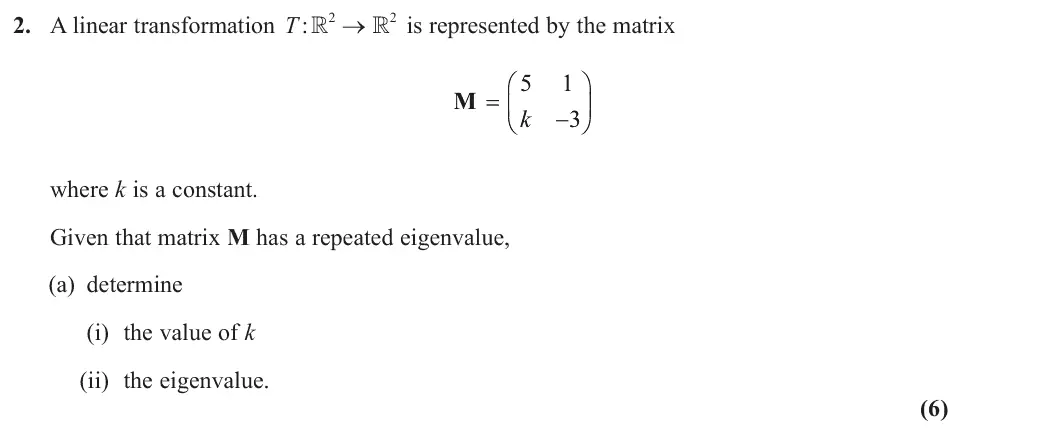 2. A linear transformation T : ℝ² → ℝ² is represented by the matrix
M = ( 5 1
k −3 )
where k is a constant.
Given that matrix M has a repeated eigenvalue,
(a) determine
(i) the value of k
(ii) the eigenvalue.
(6)